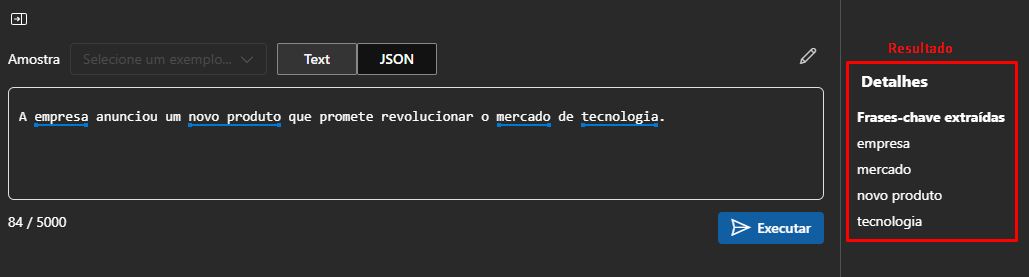 Amostra
Selecione um exemplo...
Text
JSON
A empresa anunciou um novo produto que promete revolucionar o mercado de tecnologia.
84 / 5000
Executar
Resultado
Detalhes
Frases-chave extraídas
empresa
mercado
novo produto
tecnologia